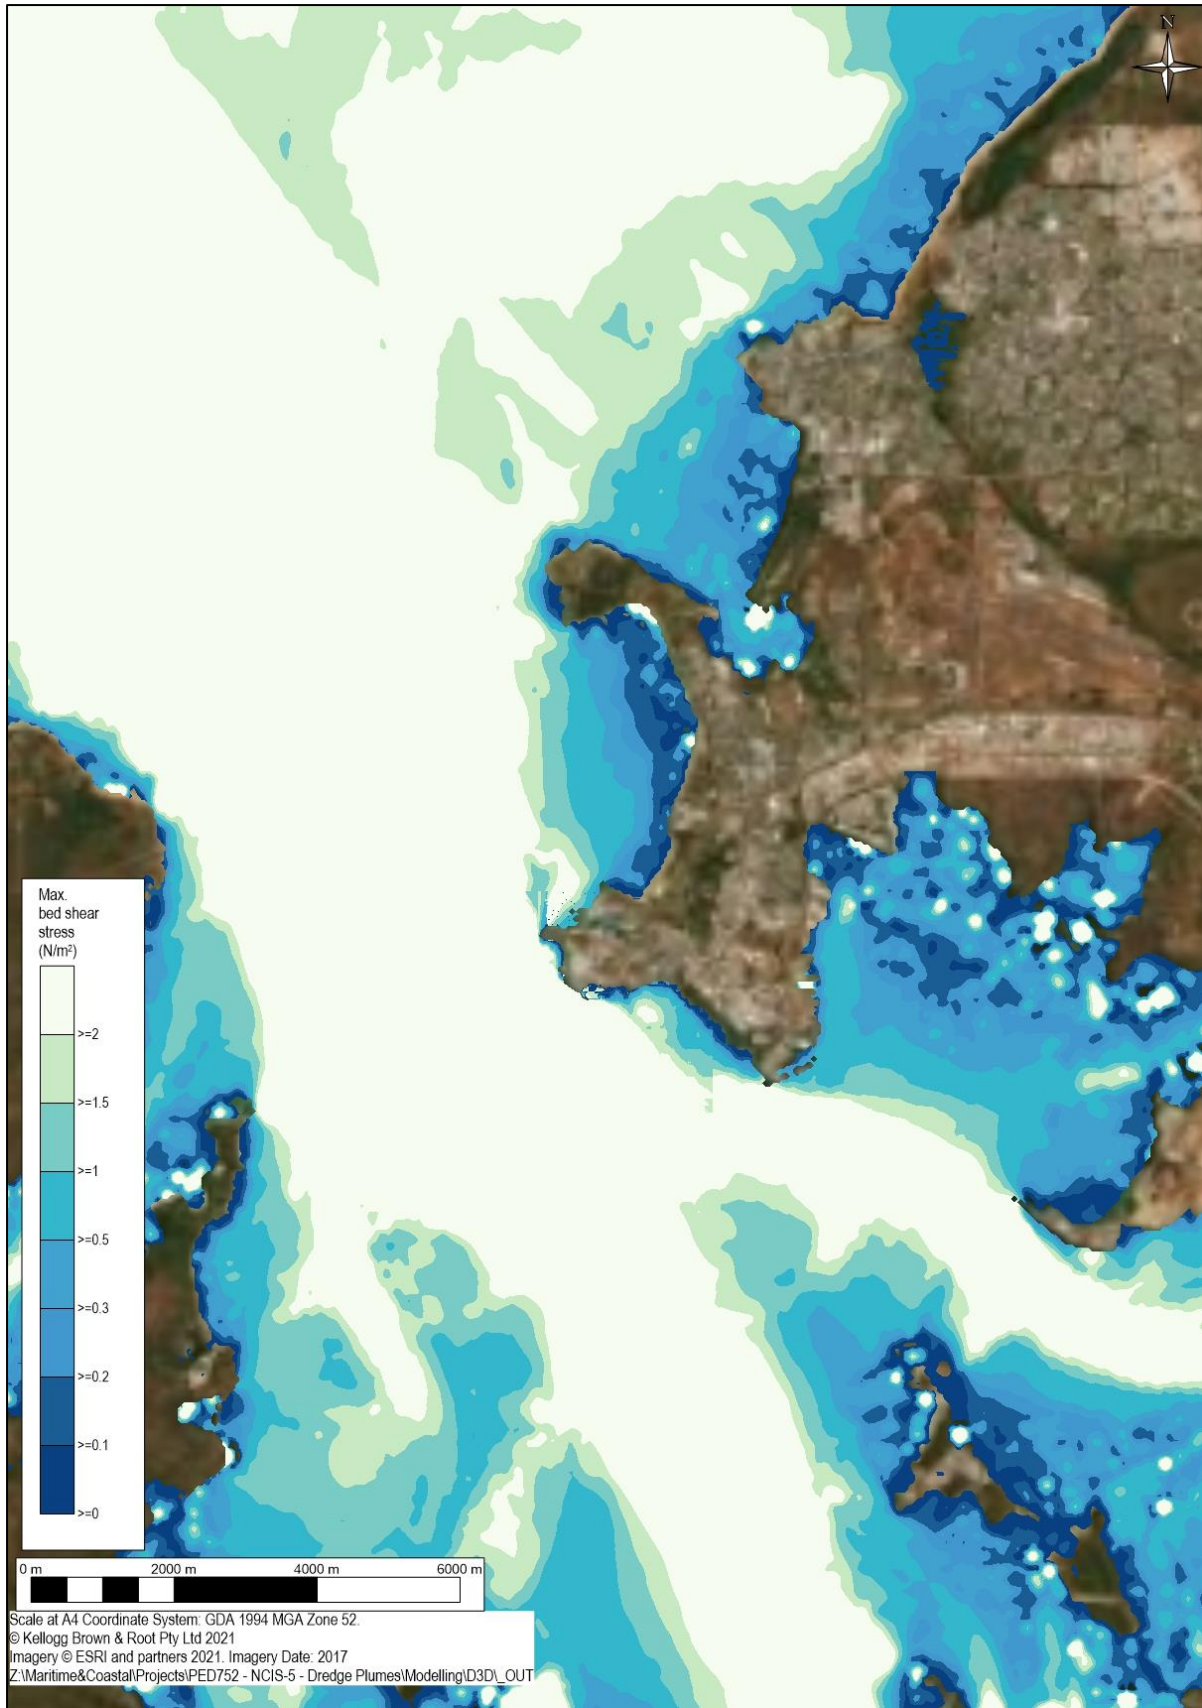 N
Max.
bed shear
stress
(N/m²)
>=2
>=1.5
>=1
>=0.5
>=0.3
>=0.2
>=0.1
>=0
0 m 2000 m 4000 m 6000 m
Scale at A4 Coordinate System: GDA 1994 MGA Zone 52.
© Kellogg Brown & Root Pty Ltd 2021
Imagery © ESRI and partners 2021. Imagery Date: 2017
Z:\Maritime&Coastal\Projects\PED752 - NCIS-5 - Dredge Plumes\Modelling\D3D\_OUT